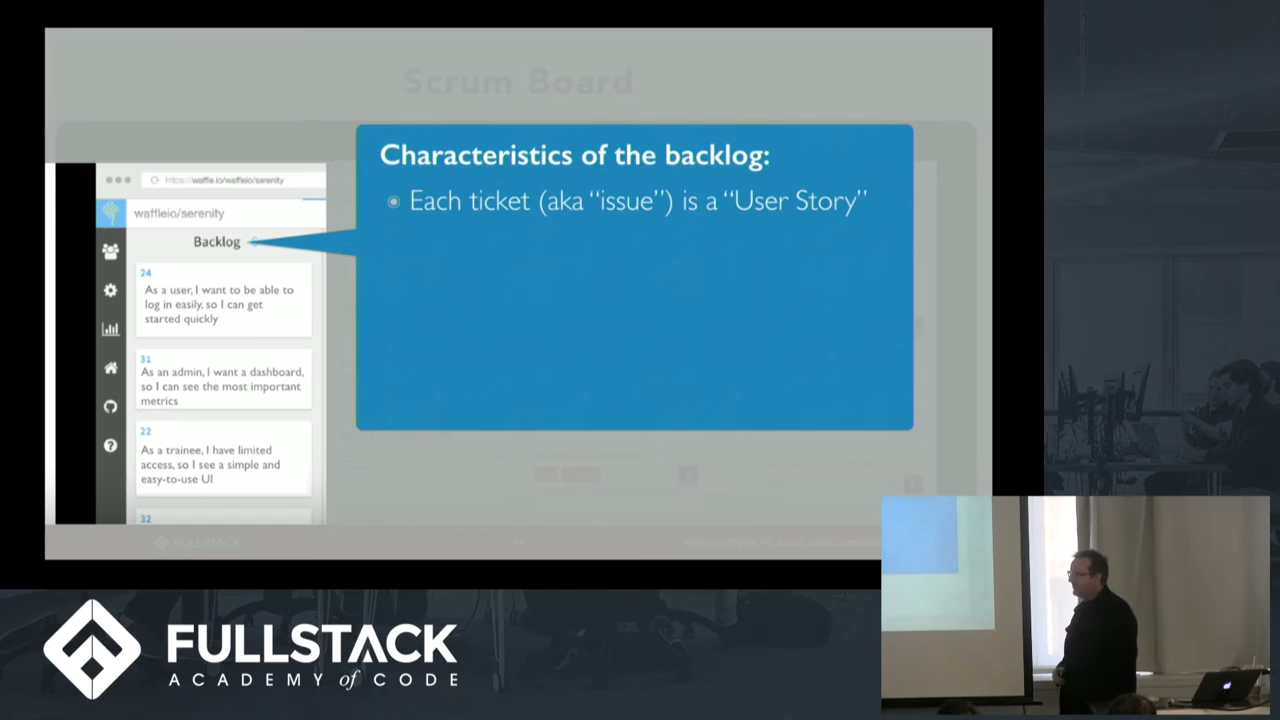 Scrum Board
Characteristics of the backlog:
Each ticket (aka “issue”) is a “User Story”
https://waffle.io/waffleio/serenity
waffleio/serenity
Backlog
24
As a user, I want to be able to
log in easily, so I can get
started quickly
31
As an admin, I want a dashboard,
so I can see the most important
metrics
22
As a trainee, I have limited
access, so I see a simple and
easy-to-use UI
32
FULLSTACK
FULLSTACK
ACADEMY of CODE